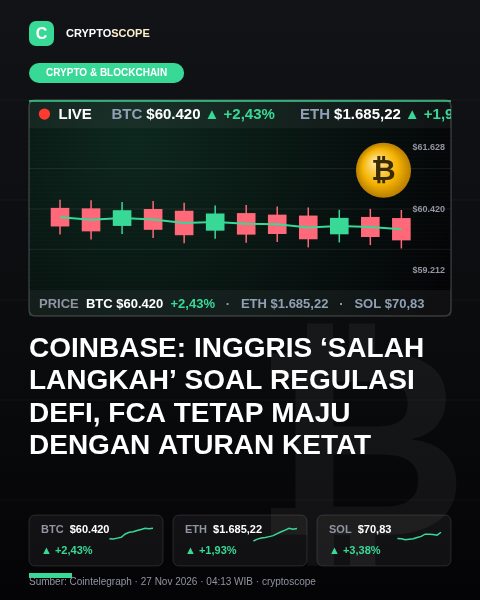 C CRYPTOSCOPE
CRYPTO & BLOCKCHAIN
LIVE BTC $60.420 ▲ +2,43% ETH $1.685,22 ▲ +1,9
$61.628
$60.420
$59.212
PRICE BTC $60.420 +2,43% · ETH $1.685,22 · SOL $70,83
COINBASE: INGGRIS ‘SALAH
LANGKAH’ SOAL REGULASI
DEFI, FCA TETAP MAJU
DENGAN ATURAN KETAT
BTC $60.420
▲ +2,43%
ETH $1.685,22
▲ +1,93%
SOL $70,83
▲ +3,38%
Sumber: Cointelegraph · 27 Nov 2026 · 04:13 WIB · cryptoscope